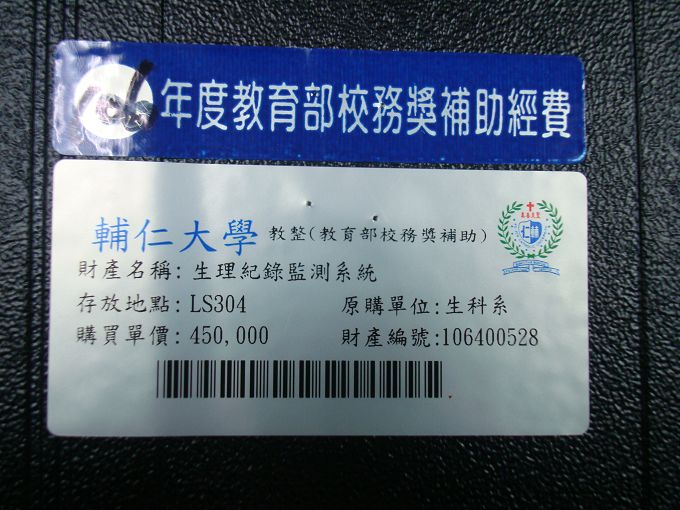 年度教育部校務獎補助經費
輔仁大學 教整(教育部校務獎補助)
財產名稱: 生理紀錄監測系統
存放地點: LS304 原購單位:生科系
購買單價: 450,000 財產編號:106400528